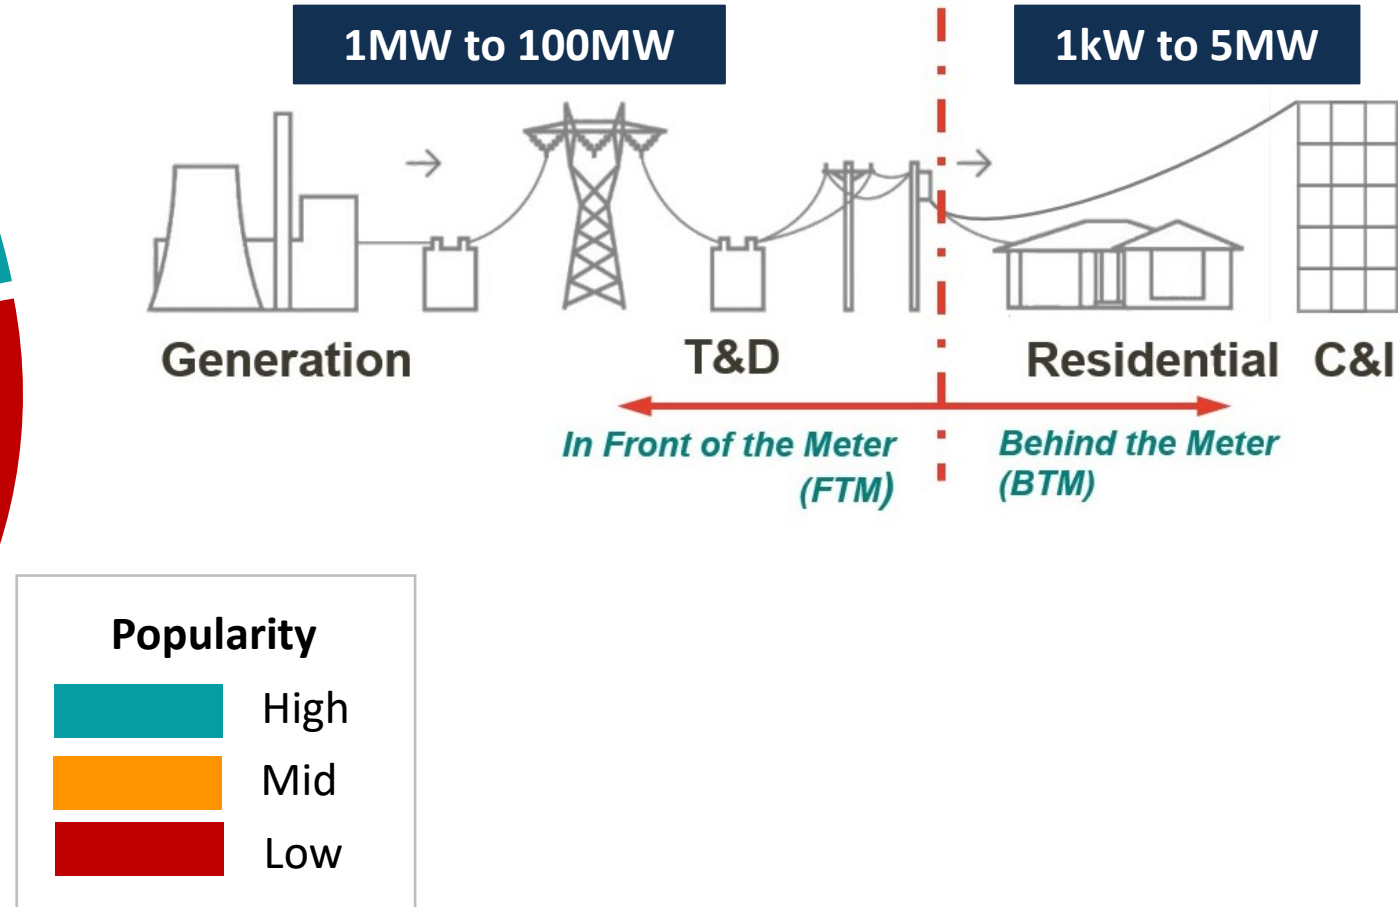 1MW to 100MW
1kW to 5MW
Generation
T&D
Residential
C&I
In Front of the Meter
(FTM)
Behind the Meter
(BTM)
Popularity
High
Mid
Low